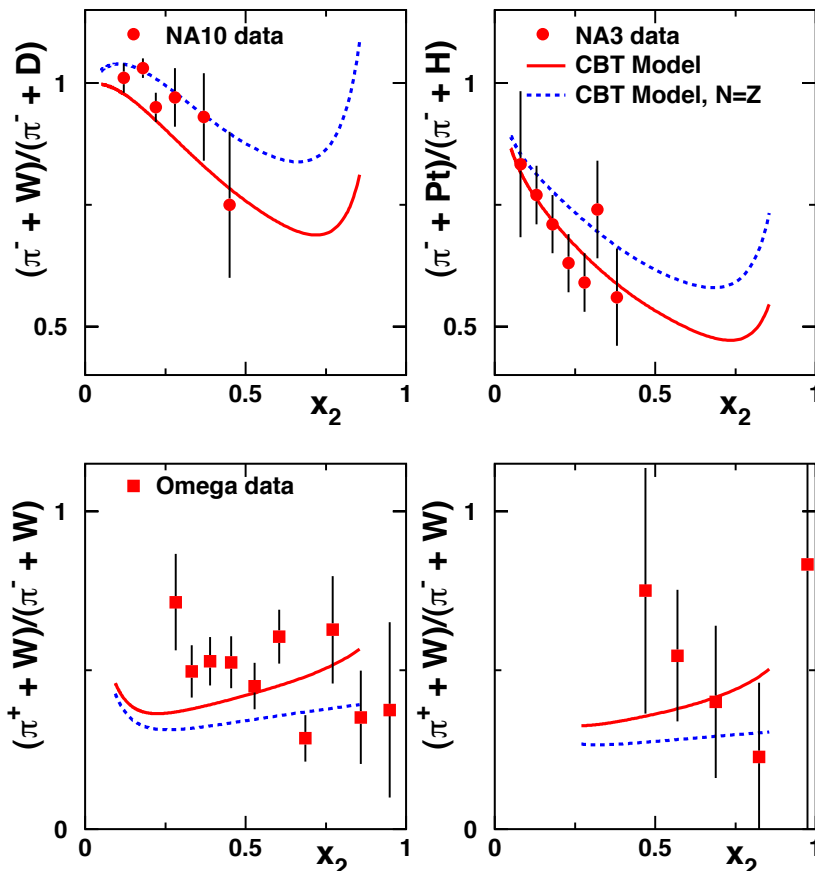 (π⁻ + W)/(π⁻ + D)
1
0.5
NA10 data
0 0.5 1
x₂
(π⁻ + Pt)/(π⁻ + H)
1
0.5
NA3 data
CBT Model
CBT Model, N=Z
0 0.5 1
x₂
(π⁺ + W)/(π⁻ + W)
1
0
Omega data
0 0.5 1
x₂
(π⁺ + W)/(π⁻ + W)
1
0
0 0.5 1
x₂